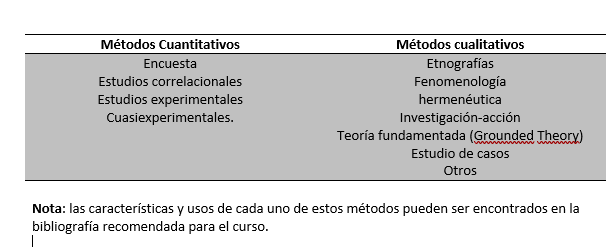 Métodos Cuantitativos Métodos cualitativos
Encuesta Etnografías
Estudios correlacionales Fenomenología
Estudios experimentales hermenéutica
Cuasiexperimentales. Investigación-acción
Teoría fundamentada (Grounded Theory)
Estudio de casos
Otros
Nota: las características y usos de cada uno de estos métodos pueden ser encontrados en la
bibliografía recomendada para el curso.